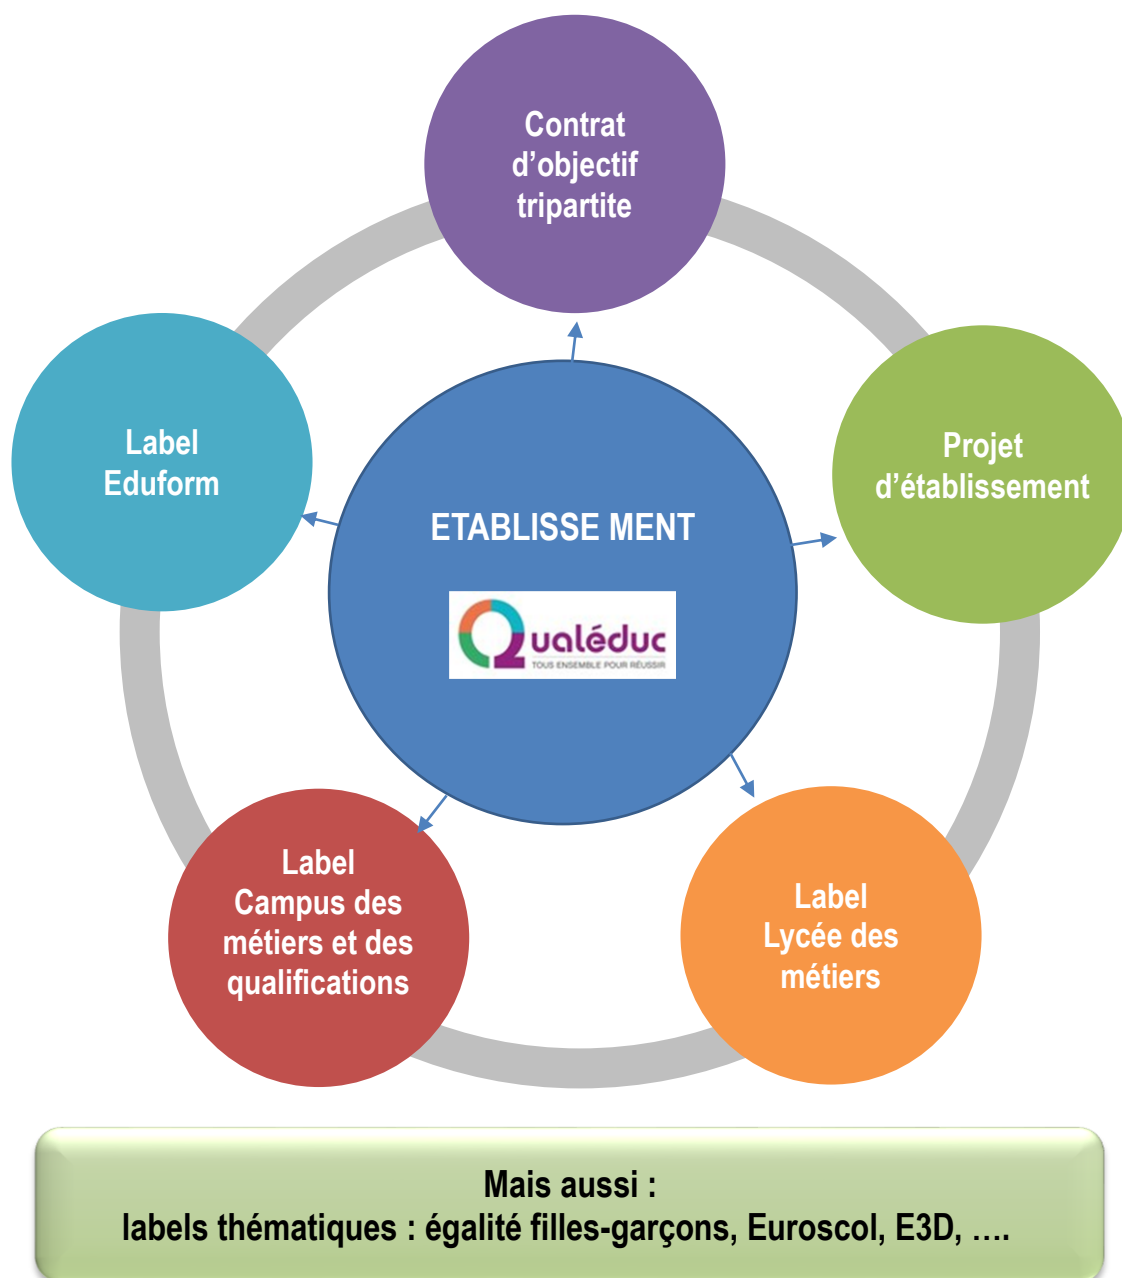 Contrat
d’objectif
tripartite
Label
Eduform
Projet
d’établissement
ETABLISSE MENT
Qualéduc
TOUS ENSEMBLE POUR RÉUSSIR
Label
Campus des
métiers et des
qualifications
Label
Lycée des
métiers
Mais aussi :
labels thématiques : égalité filles-garçons, Euroscol, E3D, ….